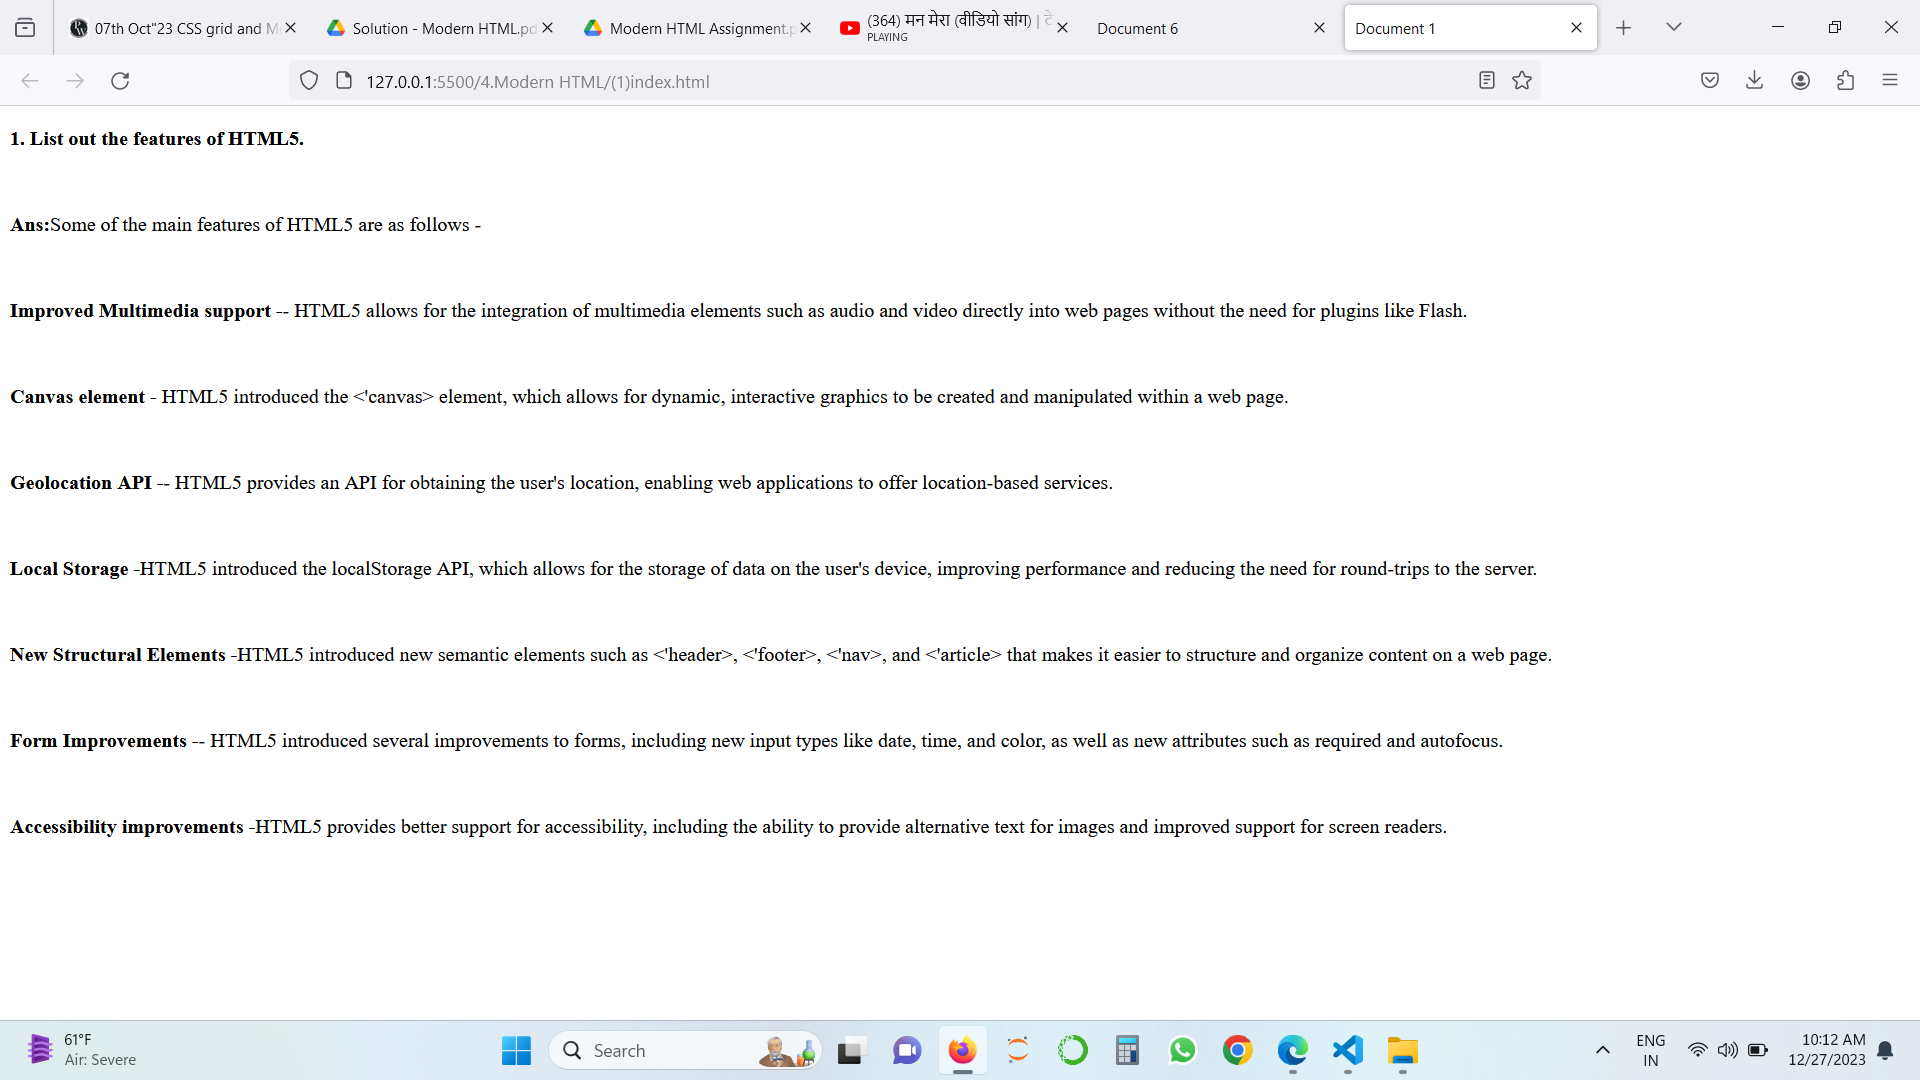 07th Oct"23 CSS grid and M
Solution - Modern HTML.pd
Modern HTML Assignment.p
(364) मन मेरा (वीडियो सांग) | टे
PLAYING
Document 6
Document 1
127.0.0.1:5500/4.Modern HTML/(1)index.html
1. List out the features of HTML5.
Ans:Some of the main features of HTML5 are as follows -
Improved Multimedia support -- HTML5 allows for the integration of multimedia elements such as audio and video directly into web pages without the need for plugins like Flash.
Canvas element - HTML5 introduced the <'canvas> element, which allows for dynamic, interactive graphics to be created and manipulated within a web page.
Geolocation API -- HTML5 provides an API for obtaining the user's location, enabling web applications to offer location-based services.
Local Storage -HTML5 introduced the localStorage API, which allows for the storage of data on the user's device, improving performance and reducing the need for round-trips to the server.
New Structural Elements -HTML5 introduced new semantic elements such as <'header>, <'footer>, <'nav>, and <'article> that makes it easier to structure and organize content on a web page.
Form Improvements -- HTML5 introduced several improvements to forms, including new input types like date, time, and color, as well as new attributes such as required and autofocus.
Accessibility improvements -HTML5 provides better support for accessibility, including the ability to provide alternative text for images and improved support for screen readers.
61°F
Air: Severe
Search
ENG
IN
10:12 AM
12/27/2023